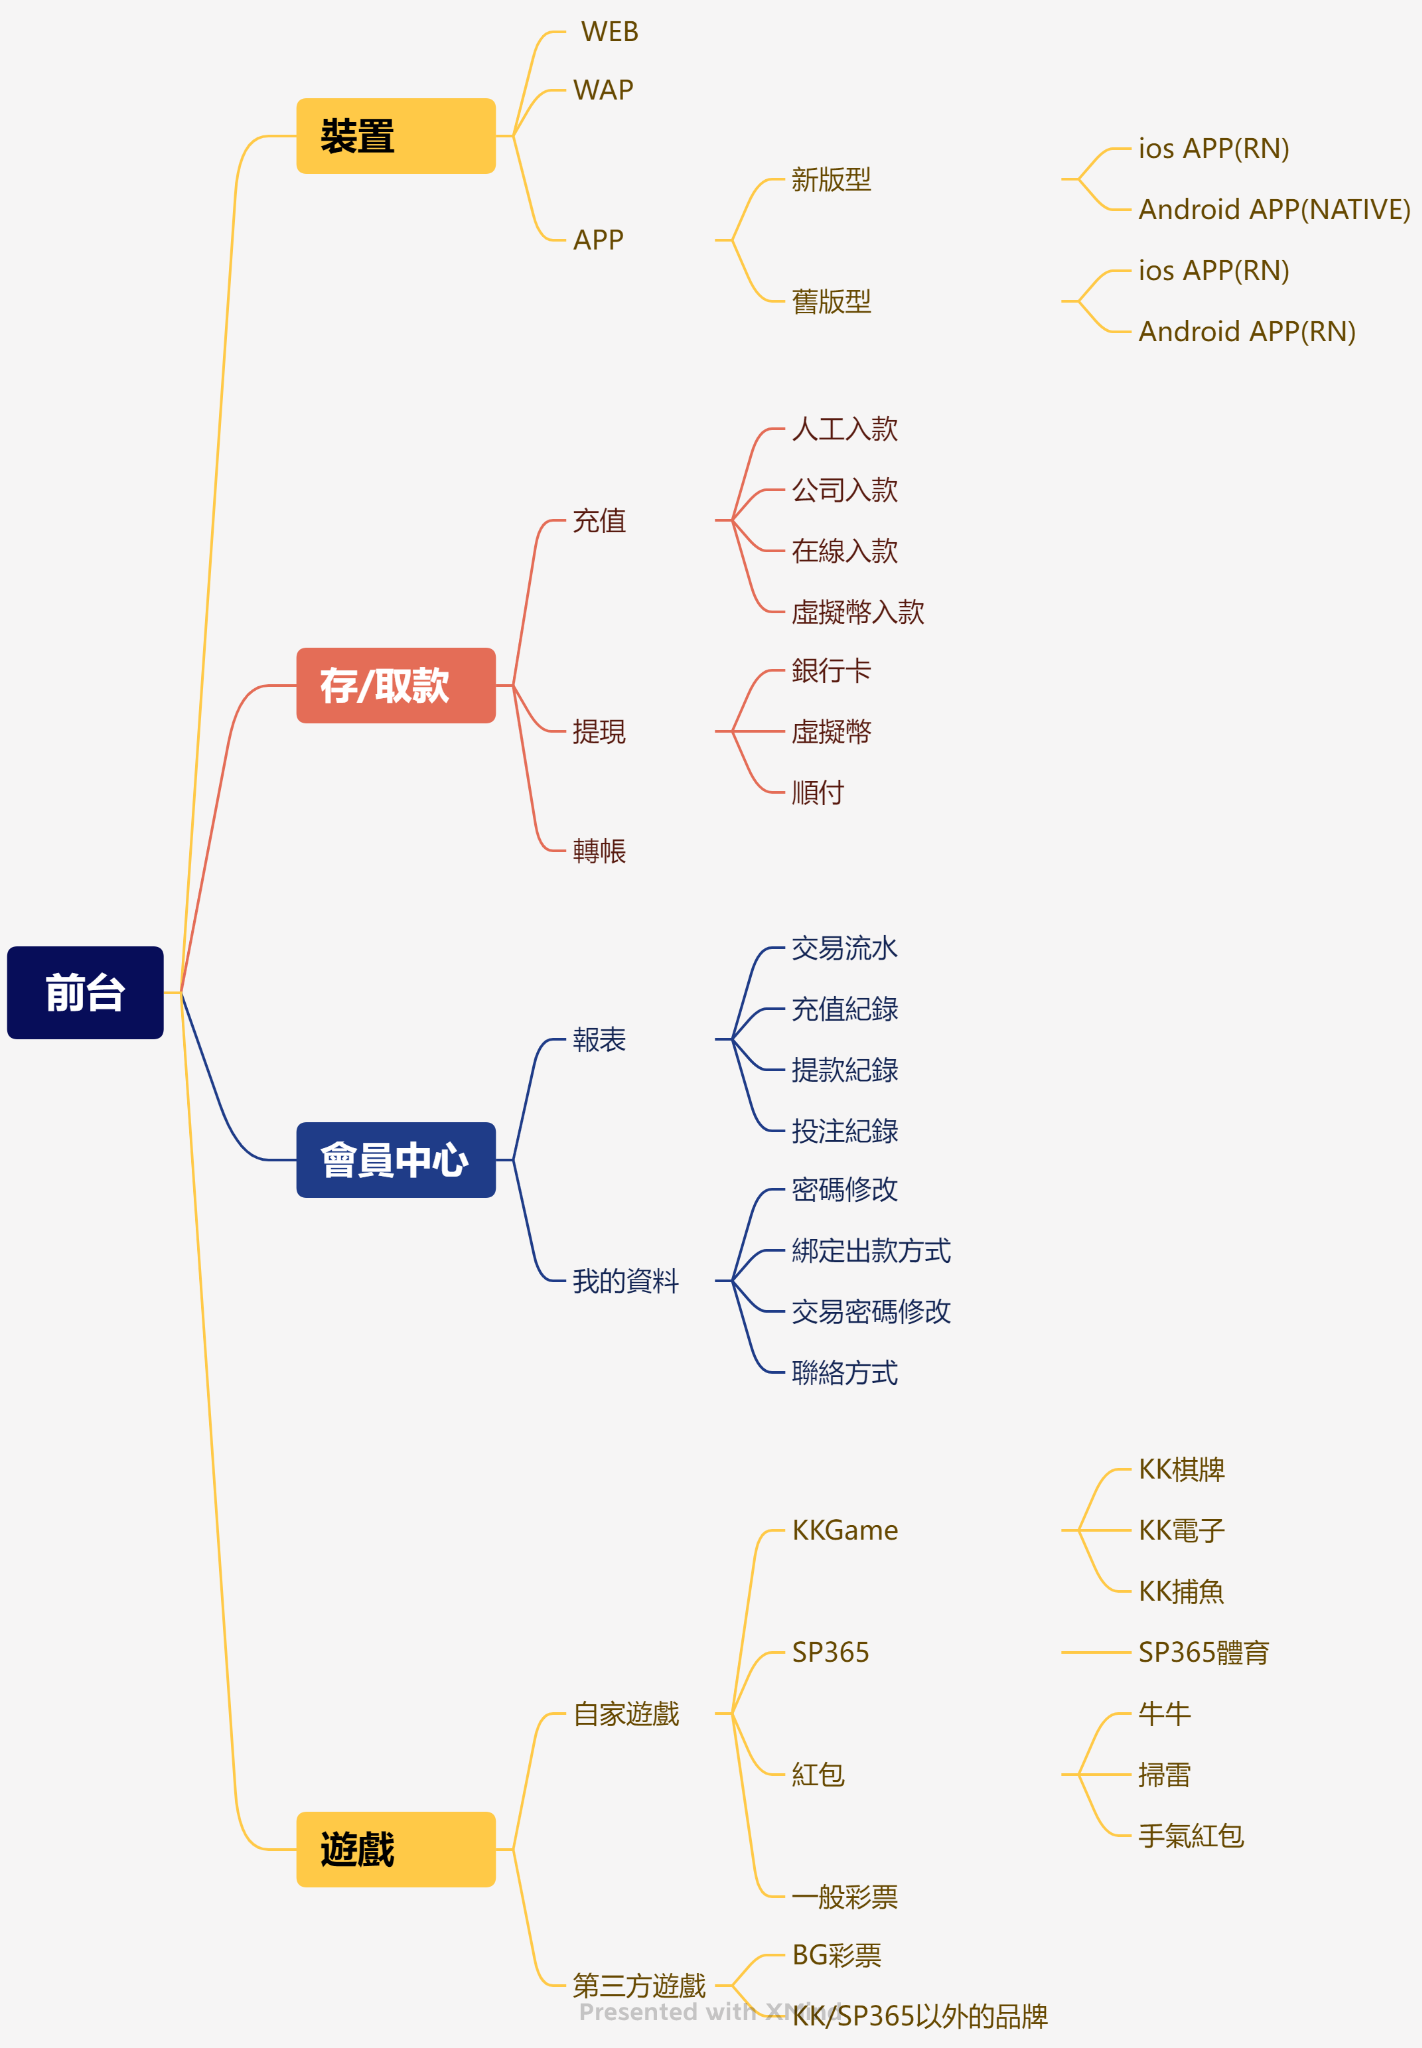 前台
裝置
WEB
WAP
APP
新版型
ios APP(RN)
Android APP(NATIVE)
舊版型
ios APP(RN)
Android APP(RN)
存/取款
充值
人工入款
公司入款
在線入款
虛擬幣入款
提現
銀行卡
虛擬幣
順付
轉帳
會員中心
報表
交易流水
充值紀錄
提款紀錄
投注紀錄
我的資料
密碼修改
綁定出款方式
交易密碼修改
聯絡方式
遊戲
自家遊戲
KKGame
KK棋牌
KK電子
KK捕魚
SP365
SP365體育
紅包
牛牛
掃雷
手氣紅包
一般彩票
第三方遊戲
BG彩票
KK/SP365以外的品牌
Presented with XMind